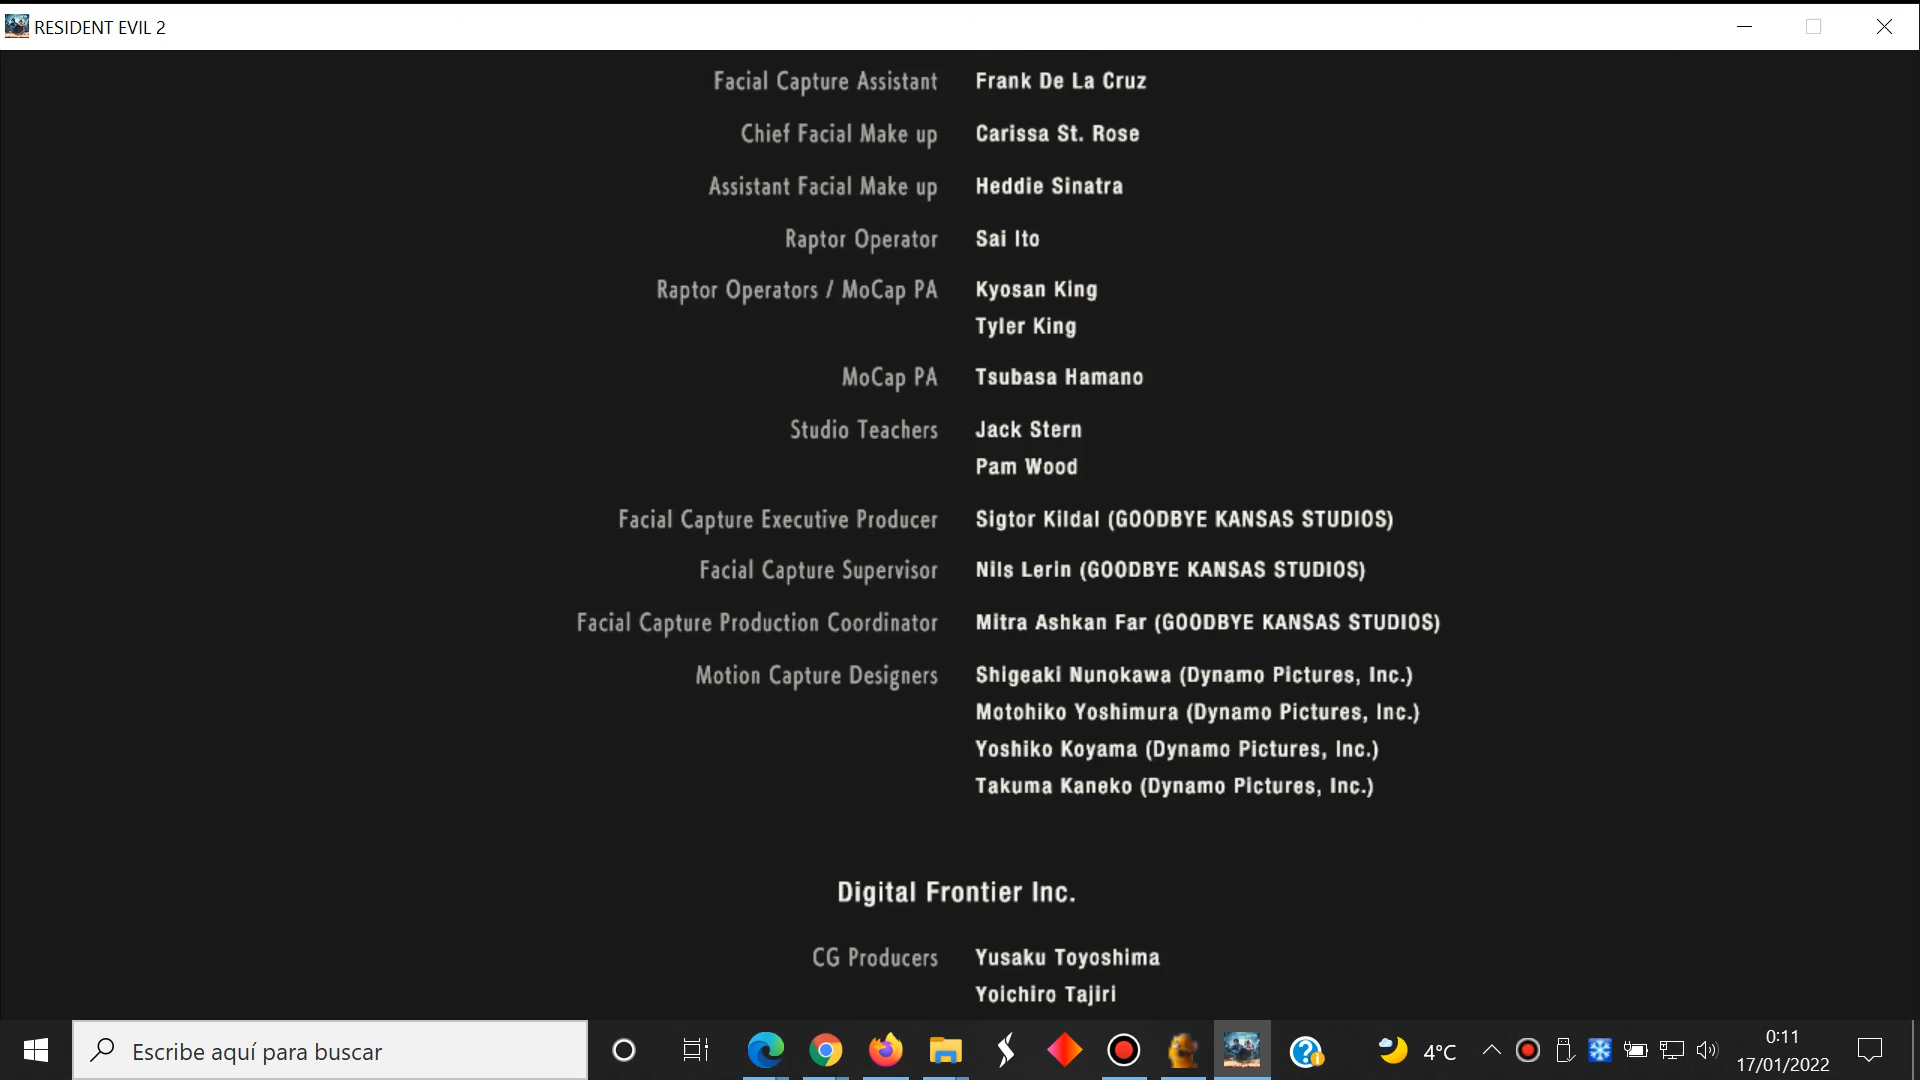 RESIDENT EVIL 2
Facial Capture Assistant Frank De La Cruz
Chief Facial Make up Carissa St. Rose
Assistant Facial Make up Heddie Sinatra
Raptor Operator Sai Ito
Raptor Operators / MoCap PA Kyosan King
Tyler King
MoCap PA Tsubasa Hamano
Studio Teachers Jack Stern
Pam Wood
Facial Capture Executive Producer Sigtor Kildal (GOODBYE KANSAS STUDIOS)
Facial Capture Supervisor Nils Lerin (GOODBYE KANSAS STUDIOS)
Facial Capture Production Coordinator Mitra Ashkan Far (GOODBYE KANSAS STUDIOS)
Motion Capture Designers Shigeaki Nunokawa (Dynamo Pictures, Inc.)
Motohiko Yoshimura (Dynamo Pictures, Inc.)
Yoshiko Koyama (Dynamo Pictures, Inc.)
Takuma Kaneko (Dynamo Pictures, Inc.)
Digital Frontier Inc.
CG Producers Yusaku Toyoshima
Yoichiro Tajiri
Escribe aquí para buscar
4°C
0:11
17/01/2022